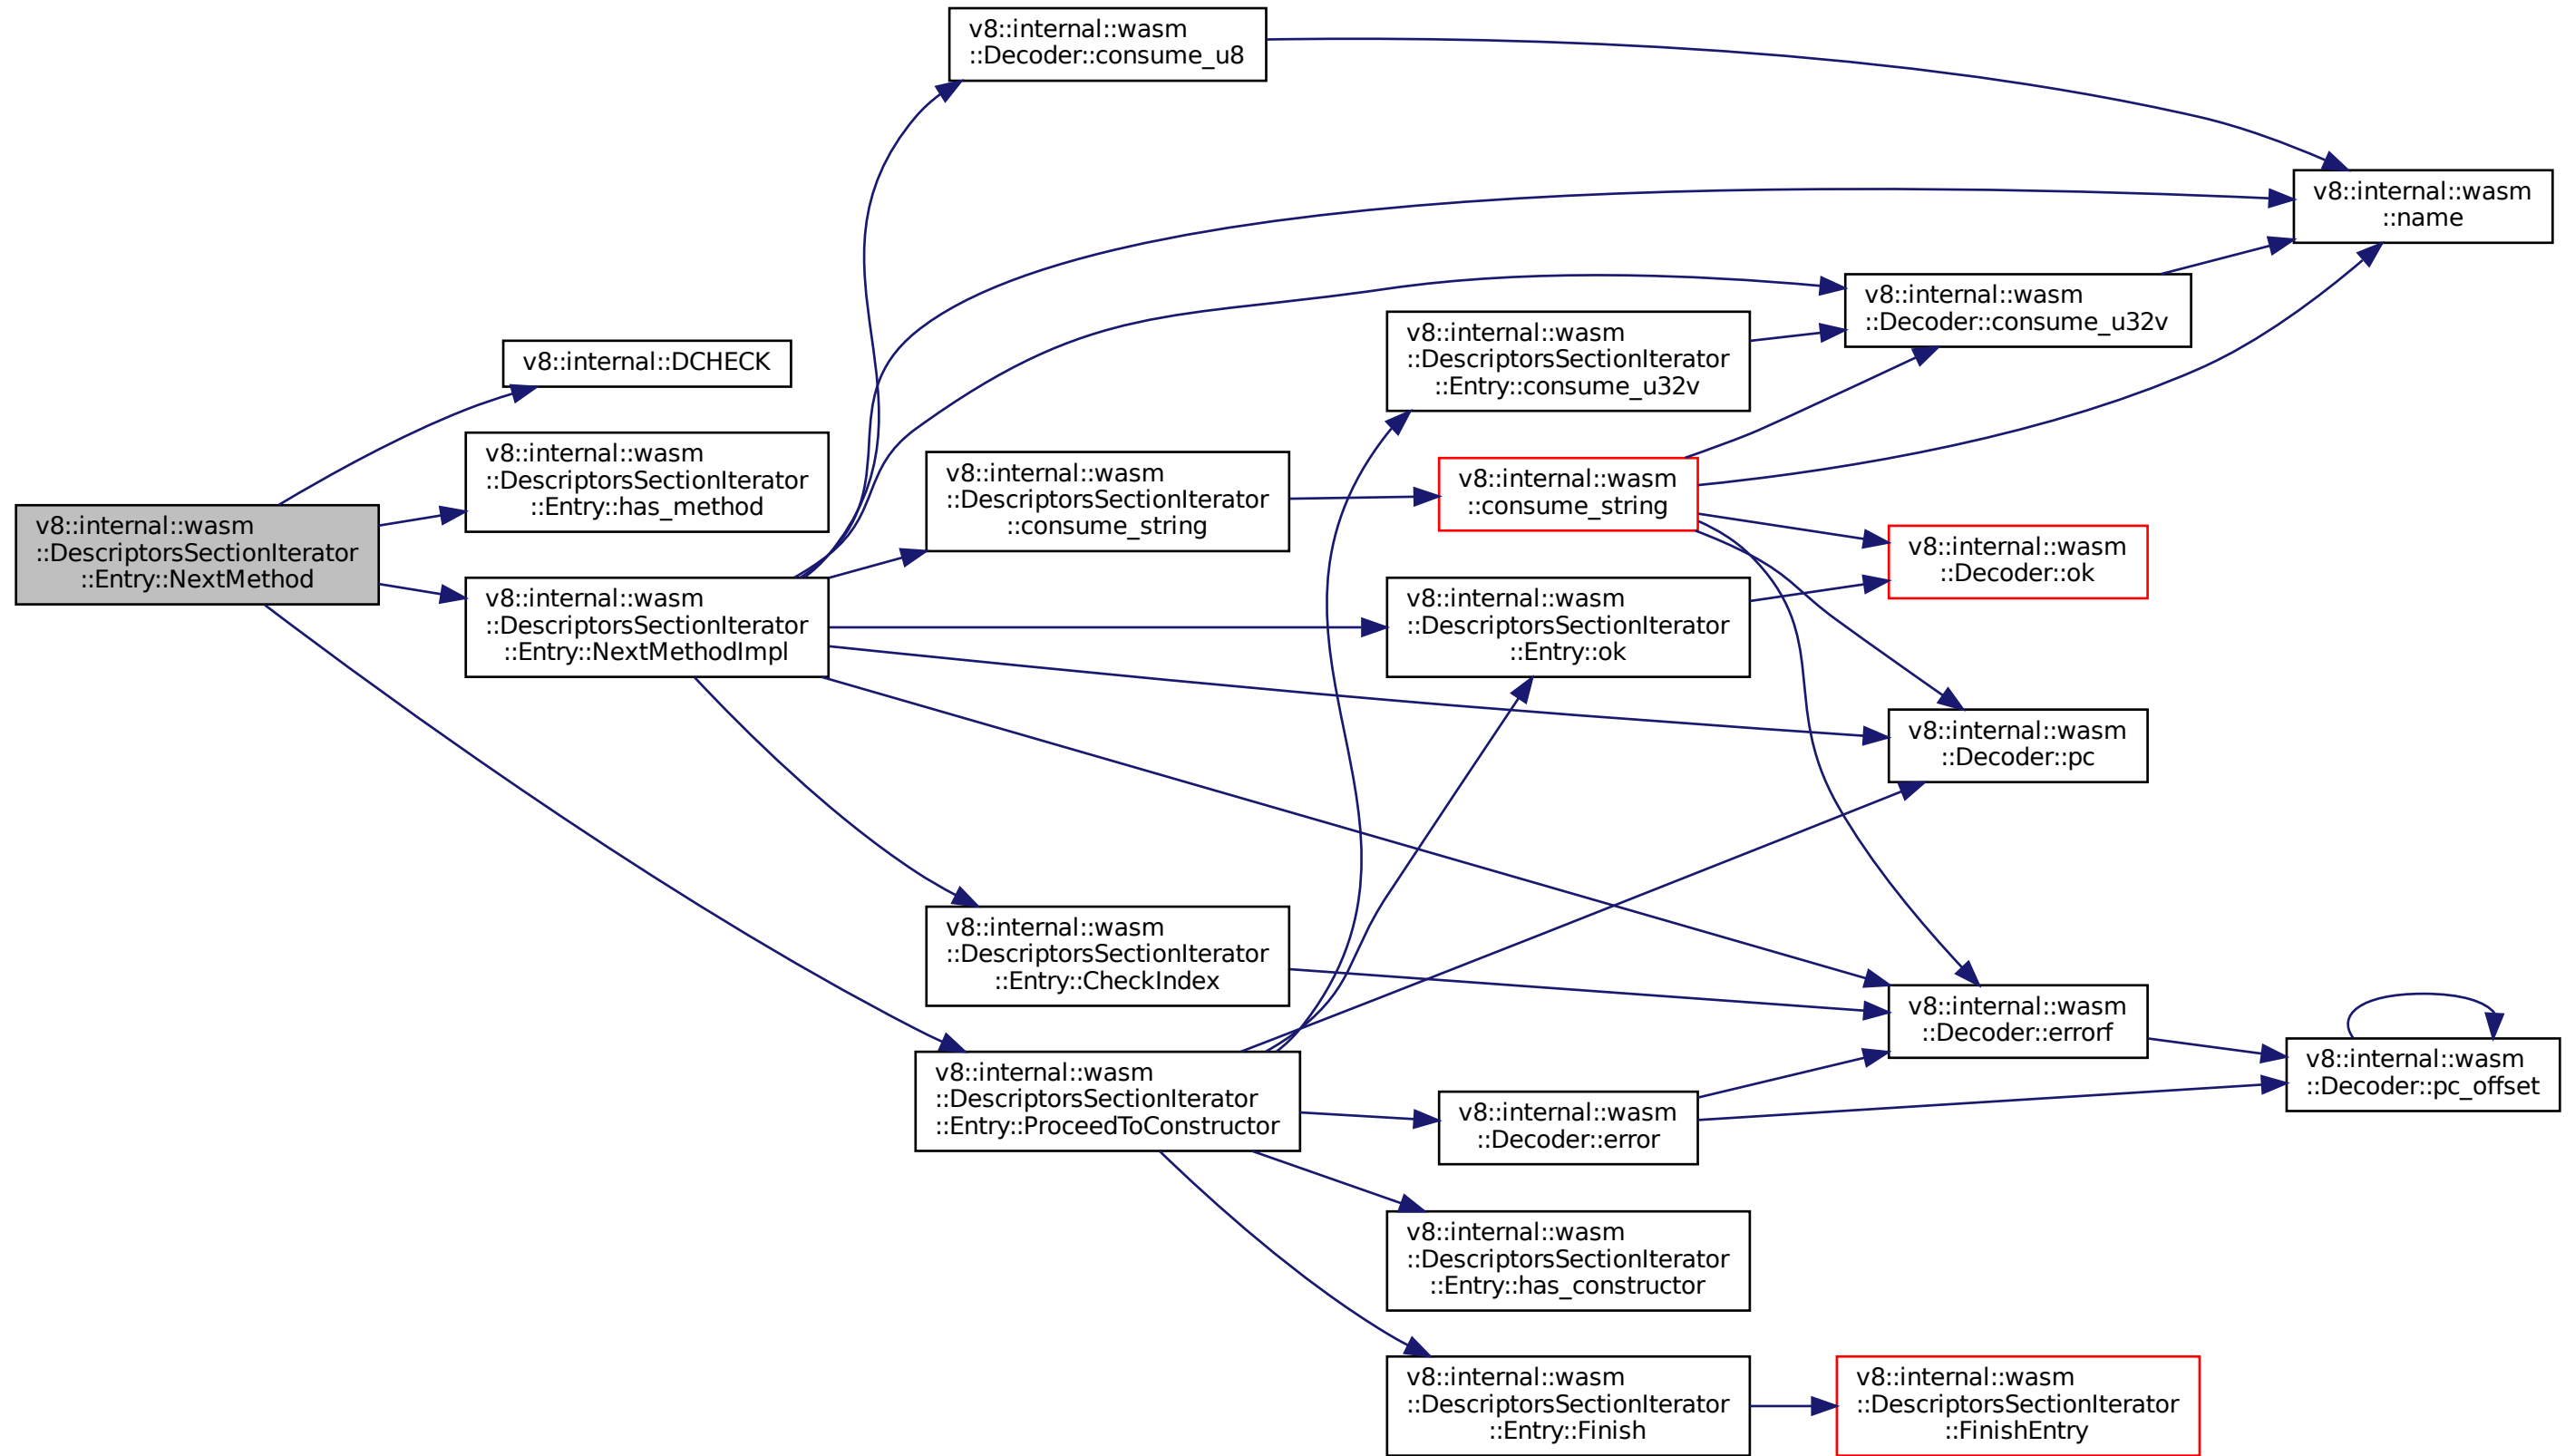 v8::internal::wasm
::Decoder::consume_u8
v8::internal::wasm
::name
v8::internal::wasm
::Decoder::consume_u32v
v8::internal::wasm
::DescriptorsSectionIterator
::Entry::consume_u32v
v8::internal::DCHECK
v8::internal::wasm
::DescriptorsSectionIterator
::Entry::has_method
v8::internal::wasm
::DescriptorsSectionIterator
::consume_string
v8::internal::wasm
::consume_string
v8::internal::wasm
::DescriptorsSectionIterator
::Entry::NextMethod
v8::internal::wasm
::Decoder::ok
v8::internal::wasm
::DescriptorsSectionIterator
::Entry::NextMethodImpl
v8::internal::wasm
::DescriptorsSectionIterator
::Entry::ok
v8::internal::wasm
::Decoder::pc
v8::internal::wasm
::DescriptorsSectionIterator
::Entry::CheckIndex
v8::internal::wasm
::Decoder::errorf
v8::internal::wasm
::Decoder::pc_offset
v8::internal::wasm
::DescriptorsSectionIterator
::Entry::ProceedToConstructor
v8::internal::wasm
::Decoder::error
v8::internal::wasm
::DescriptorsSectionIterator
::Entry::has_constructor
v8::internal::wasm
::DescriptorsSectionIterator
::Entry::Finish
v8::internal::wasm
::DescriptorsSectionIterator
::FinishEntry